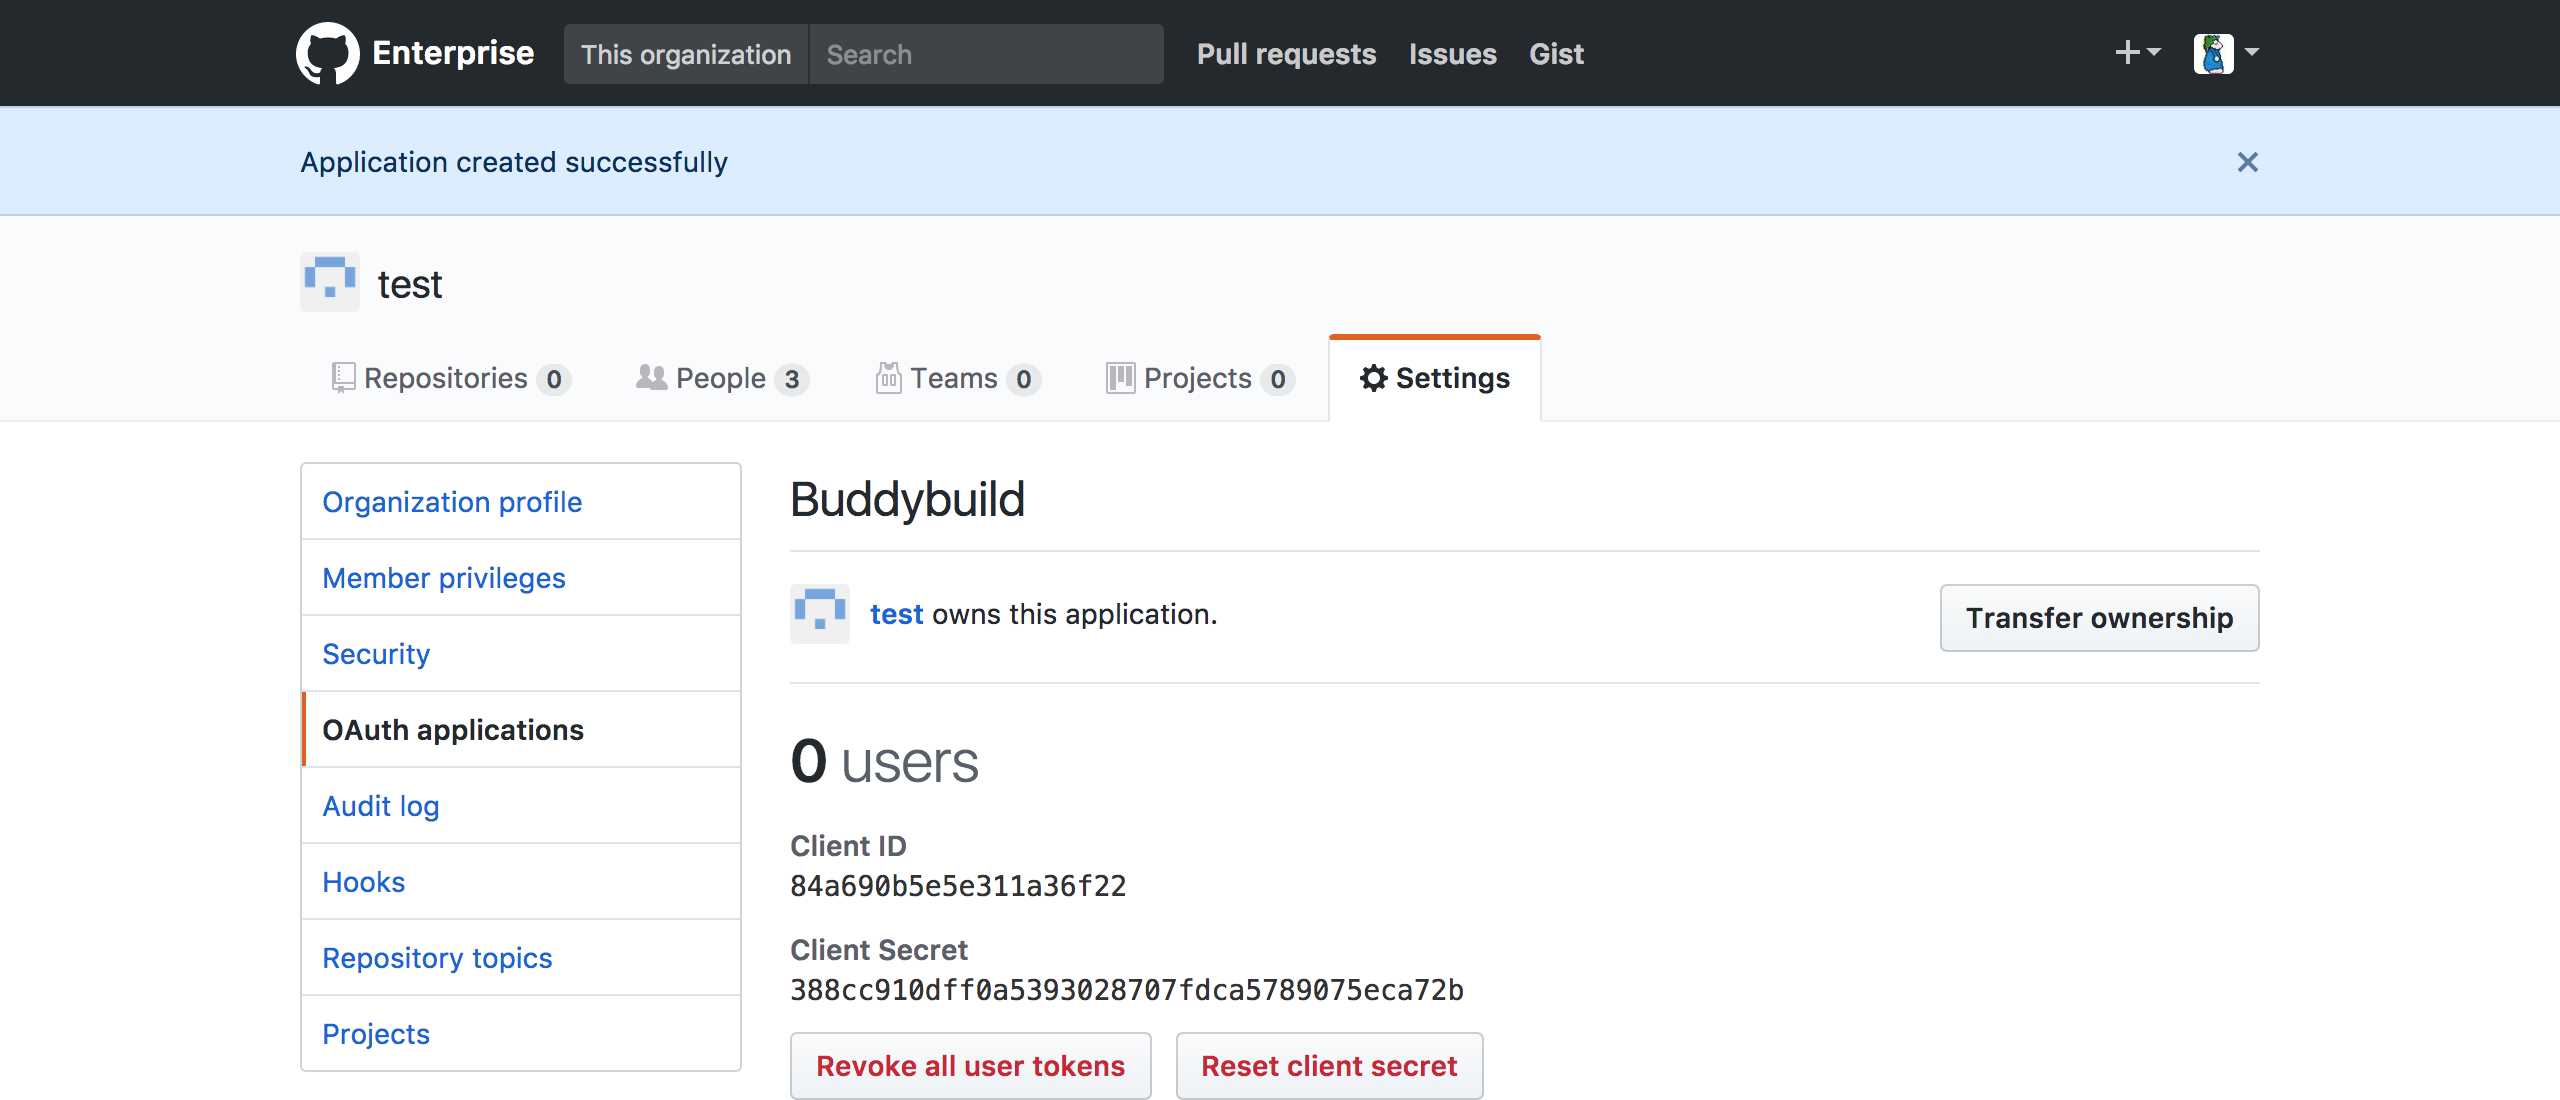 Enterprise This organization Search Pull requests Issues Gist
Application created successfully
test
Repositories 0 People 3 Teams 0 Projects 0 Settings
Organization profile
Member privileges
Security
OAuth applications
Audit log
Hooks
Repository topics
Projects
Buddybuild
test owns this application.
Transfer ownership
0 users
Client ID
84a690b5e5e311a36f22
Client Secret
388cc910dff0a5393028707fdca5789075eca72b
Revoke all user tokens Reset client secret